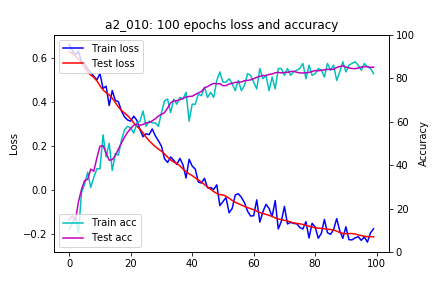 a2_010: 100 epochs loss and accuracy
Train loss
Test loss
Train acc
Test acc
Loss
Accuracy
0.6
0.4
0.2
0.0
−0.2
100
80
60
40
20
0
0
20
40
60
80
100